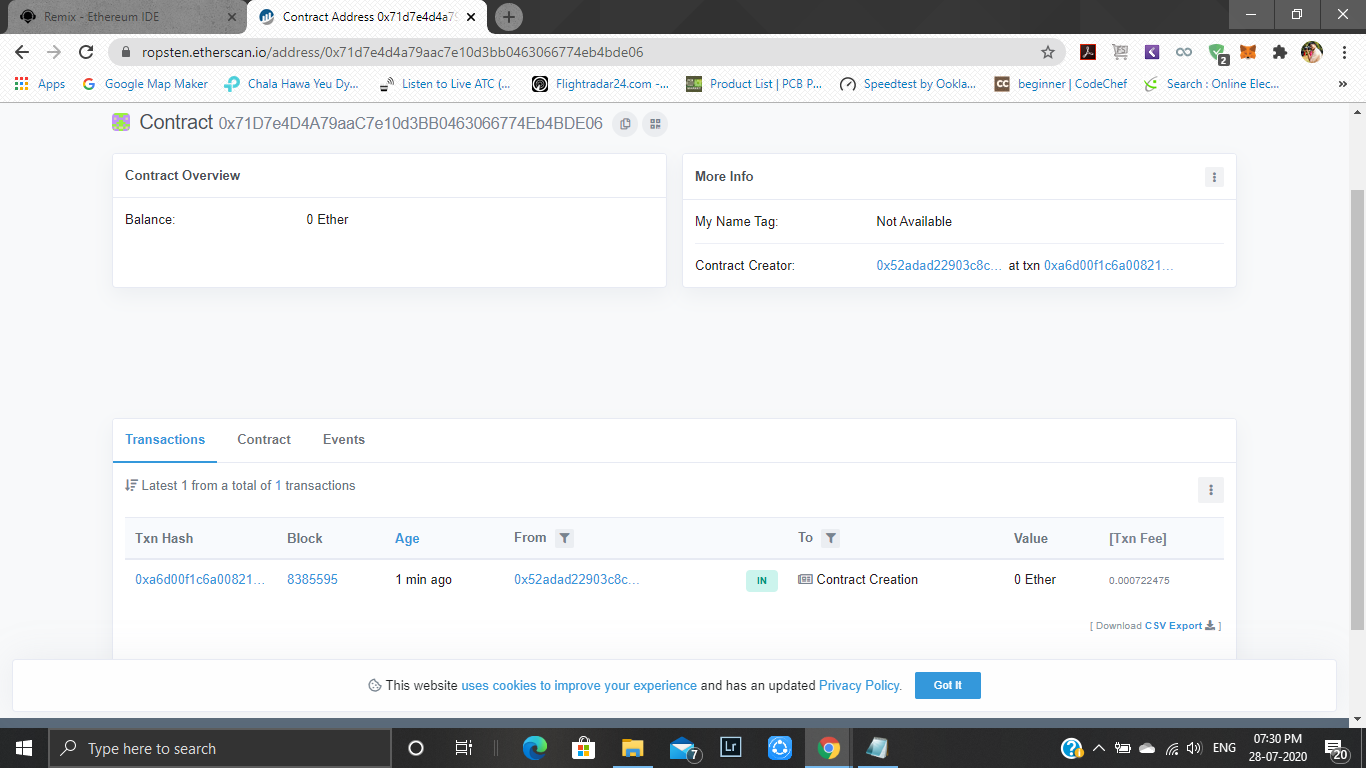 Remix - Ethereum IDE
Contract Address 0x71d7e4d4a79
ropsten.etherscan.io/address/0x71d7e4d4a79aac7e10d3bb0463066774eb4bde06
2
Apps
Google Map Maker
Chala Hawa Yeu Dy...
Listen to Live ATC (...
Flightradar24.com -...
Product List | PCB P...
Speedtest by Ookla...
CC
beginner | CodeChef
Search : Online Elec...
»
Contract 0x71D7e4D4A79aaC7e10d3BB0463066774Eb4BDE06
Contract Overview
Balance: 0 Ether
More Info
My Name Tag: Not Available
Contract Creator: 0x52adad22903c8c... at txn 0xa6d00f1c6a00821...
Transactions Contract Events
Latest 1 from a total of 1 transactions
Txn Hash Block Age From To Value [Txn Fee]
0xa6d00f1c6a00821... 8385595 1 min ago 0x52adad22903c8c... IN Contract Creation 0 Ether 0.000722475
[ Download CSV Export ]
This website uses cookies to improve your experience and has an updated Privacy Policy. Got It
Type here to search
7
Lr
ENG
07:30 PM
28-07-2020
20